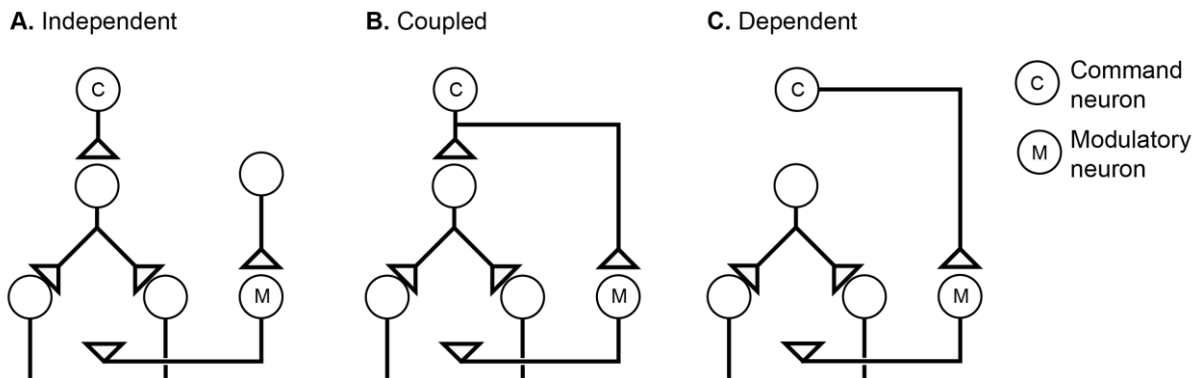 A. Independent
B. Coupled
C. Dependent
C
C
C
C
Command
neuron
M
Modulatory
neuron
M
M
M